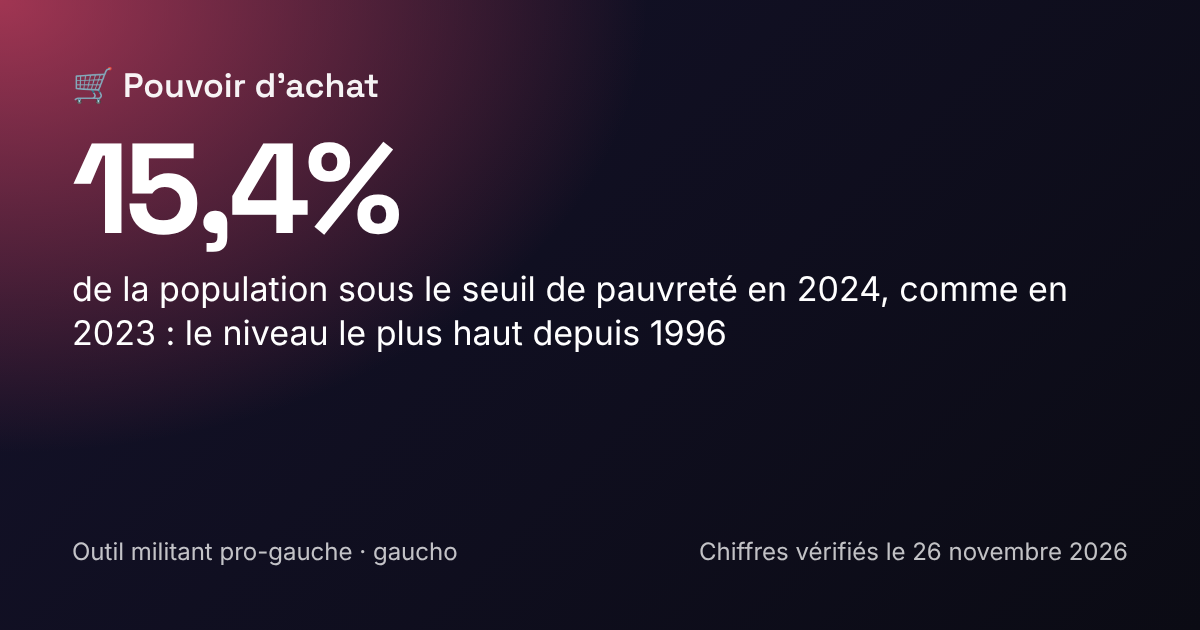 Pouvoir d’achat
15,4%
de la population sous le seuil de pauvreté en 2024, comme en
2023 : le niveau le plus haut depuis 1996
Outil militant pro-gauche · gaucho
Chiffres vérifiés le 26 novembre 2026